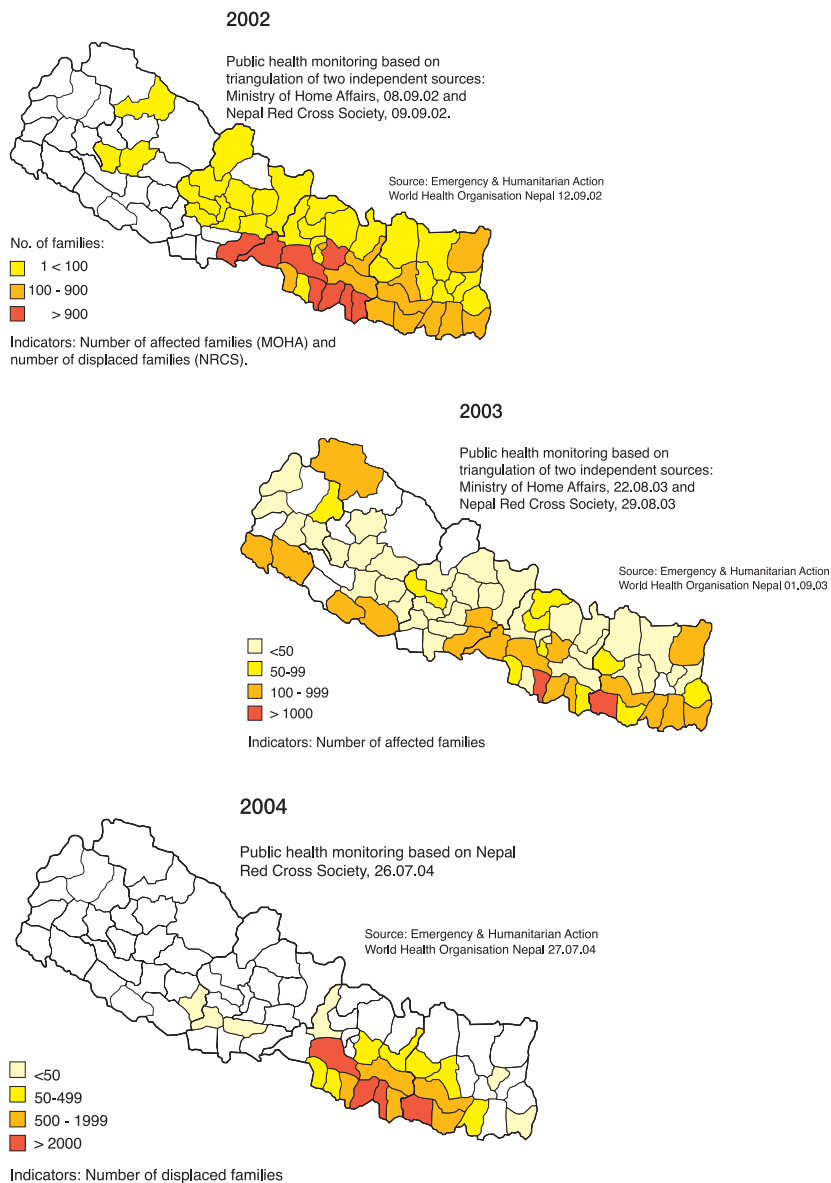 2002
Public health monitoring based on
triangulation of two independent sources:
Ministry of Home Affairs, 08.09.02 and
Nepal Red Cross Society, 09.09.02.
Source: Emergency & Humanitarian Action
World Health Organisation Nepal 12.09.02
No. of families:
1 < 100
100 - 900
> 900
Indicators: Number of affected families (MOHA) and
number of displaced families (NRCS).
2003
Public health monitoring based on
triangulation of two independent sources:
Ministry of Home Affairs, 22.08.03 and
Nepal Red Cross Society, 29.08.03
Source: Emergency & Humanitarian Action
World Health Organisation Nepal 01.09.03
<50
50-99
100 - 999
> 1000
Indicators: Number of affected families
2004
Public health monitoring based on Nepal
Red Cross Society, 26.07.04
Source: Emergency & Humanitarian Action
World Health Organisation Nepal 27.07.04
<50
50-499
500 - 1999
> 2000
Indicators: Number of displaced families